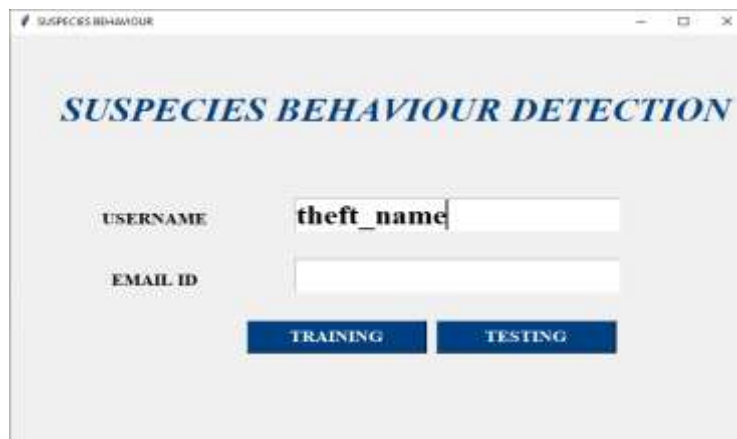 SUSPECIES BEHAVIOUR
SUSPECIES BEHAVIOUR DETECTION
USERNAME theft_name
EMAIL ID
TRAINING TESTING